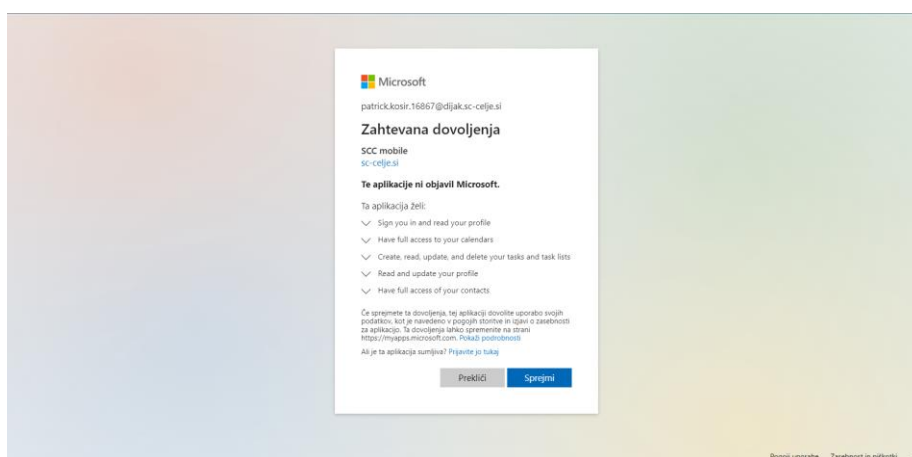 Microsoft
patrick.kosir.16867@dijak.sc-celje.si
Zahtevana dovoljenja
SCC mobile
sc-celje.si
Te aplikacije ni objavil Microsoft.
Ta aplikacija želi:
Sign you in and read your profile
Have full access to your calendars
Create, read, update, and delete your tasks and task lists
Read and update your profile
Have full access of your contacts
Če sprejmete ta dovoljenja, tej aplikaciji dovolite uporabo svojih
podatkov, kot je navedeno v pogojih storitve in izjavi o zasebnosti
za aplikacijo. Ta dovoljenja lahko spremenite na strani
https://myapps.microsoft.com. Pokaži podrobnosti
Ali je ta aplikacija sumljiva? Prijavite jo tukaj
Prekliči Sprejmi
Pogoji uporabe Zasebnost in piškotki